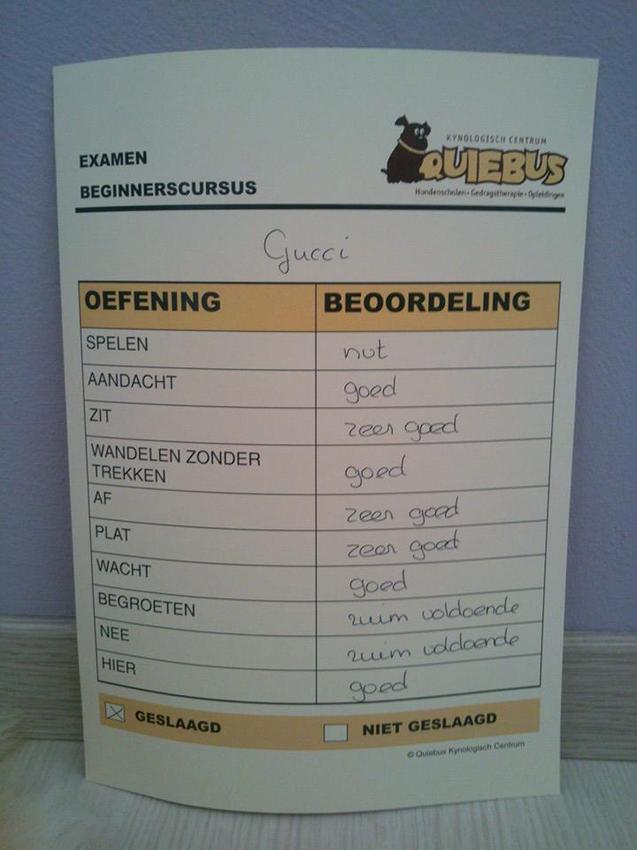 KYNOLOGISCH CENTRUM
QUIEBUS
Hondenscholen • Gedragstherapie • Opleidingen
EXAMEN
BEGINNERSCURSUS
Gucci
OEFENING BEOORDELING
SPELEN nut
AANDACHT goed
ZIT zeer goed
WANDELEN ZONDER
TREKKEN goed
AF zeer goed
PLAT zeer goed
WACHT goed
BEGROETEN ruim voldoende
NEE ruim voldoende
HIER goed
GESLAAGD NIET GESLAAGD
© Quiebus Kynologisch Centrum